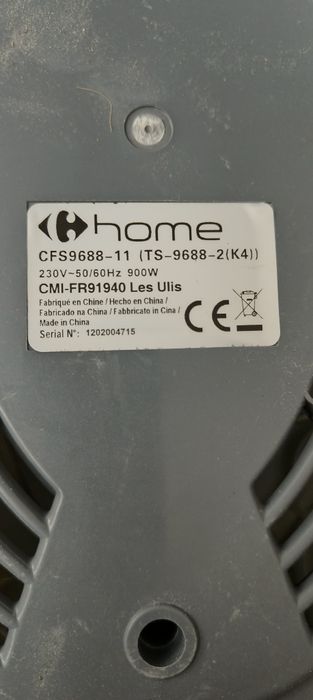 home
CFS9688-11 (TS-9688-2(K4))
230V~50/60Hz 900W
CMI-FR91940 Les Ulis
Fabriqué en Chine / Hecho en China /
Fabricado na China / Fabbricato in Cina /
Made in China
Serial N°: 1202004715
CE